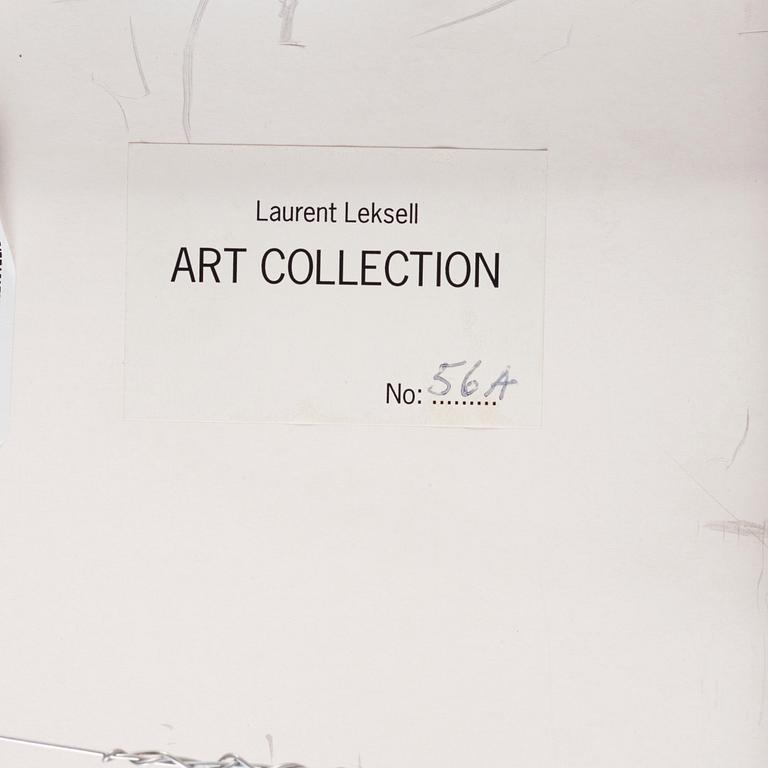 Laurent Leksell
ART COLLECTION
No: 56A